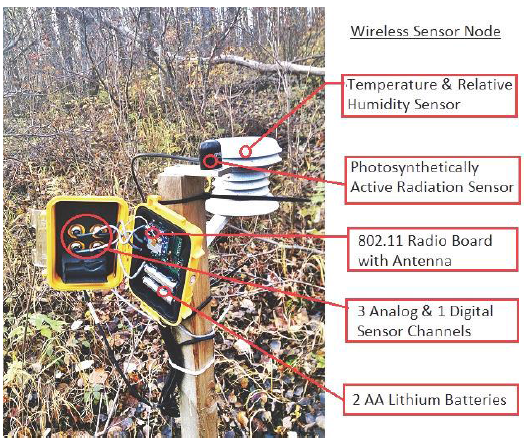 Wireless Sensor Node
Temperature & Relative
Humidity Sensor
Photosynthetically
Active Radiation Sensor
802.11 Radio Board
with Antenna
3 Analog & 1 Digital
Sensor Channels
2 AA Lithium Batteries